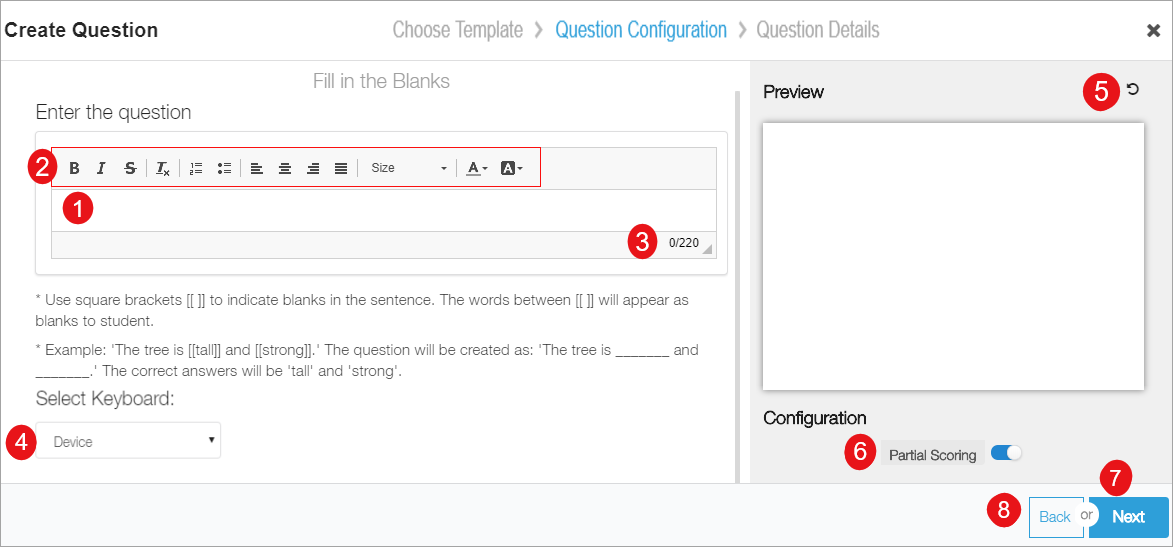 Create Question
Choose Template > Question Configuration > Question Details
Fill in the Blanks
Enter the question
2 B I S Tx Size A A
1
3 0/220
* Use square brackets [[ ]] to indicate blanks in the sentence. The words between [[ ]] will appear as
blanks to student.
* Example: 'The tree is [[tall]] and [[strong]].' The question will be created as: 'The tree is _______ and
_______.' The correct answers will be 'tall' and 'strong'.
Select Keyboard:
4 Device
Preview
5
Configuration
6 Partial Scoring
7
8 Back or Next